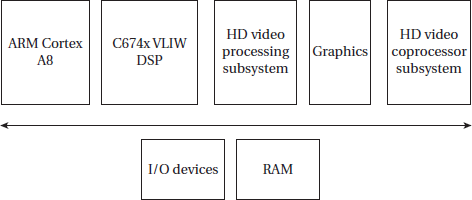 ARM Cortex
A8
C674x VLIW
DSP
HD video
processing
subsystem
Graphics
HD video
coprocessor
subsystem
I/O devices
RAM